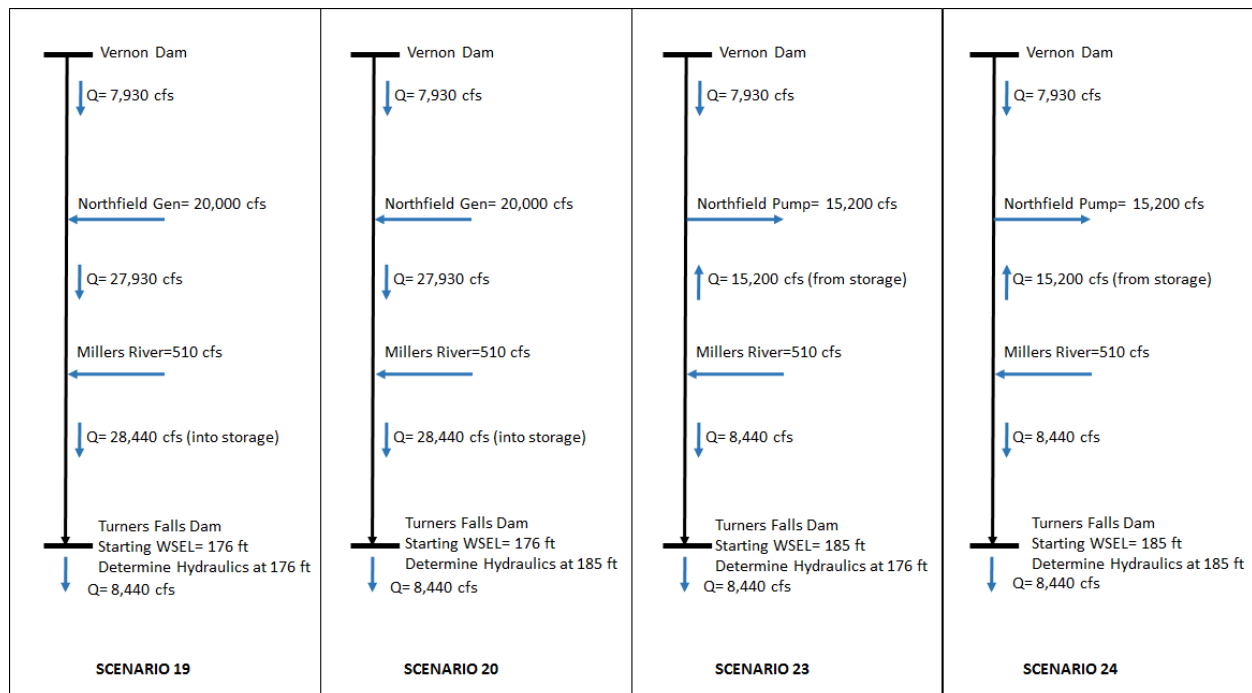 Vernon Dam
Q= 7,930 cfs
Northfield Gen= 20,000 cfs
Q= 27,930 cfs
Millers River=510 cfs
Q= 28,440 cfs (into storage)
Turners Falls Dam
Starting WSEL= 176 ft
Determine Hydraulics at 176 ft
Q= 8,440 cfs
SCENARIO 19
Vernon Dam
Q= 7,930 cfs
Northfield Gen= 20,000 cfs
Q= 27,930 cfs
Millers River=510 cfs
Q= 28,440 cfs (into storage)
Turners Falls Dam
Starting WSEL= 176 ft
Determine Hydraulics at 185 ft
Q= 8,440 cfs
SCENARIO 20
Vernon Dam
Q= 7,930 cfs
Northfield Pump= 15,200 cfs
Q= 15,200 cfs (from storage)
Millers River=510 cfs
Q= 8,440 cfs
Turners Falls Dam
Starting WSEL= 185 ft
Determine Hydraulics at 176 ft
Q= 8,440 cfs
SCENARIO 23
Vernon Dam
Q= 7,930 cfs
Northfield Pump= 15,200 cfs
Q= 15,200 cfs (from storage)
Millers River=510 cfs
Q= 8,440 cfs
Turners Falls Dam
Starting WSEL= 185 ft
Determine Hydraulics at 185 ft
Q= 8,440 cfs
SCENARIO 24